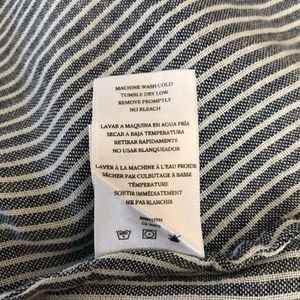 MACHINE WASH COLD
TUMBLE DRY LOW
REMOVE PROMPTLY
NO BLEACH
LAVAR A MAQUINA EN AGUA FRÍA
SECAR A BAJA TEMPERATURA
RETIRAR RAPIDAMENTE
NO USAR BLANQUEADOR
LAVER À LA MACHINE À L'EAU FROIDE
SÉCHER PAR CULBUTAGE À BASSE
TÉMPÉRATURE
SORTIR IMMÉDIATEMENT
NE PAS BLANCHIR